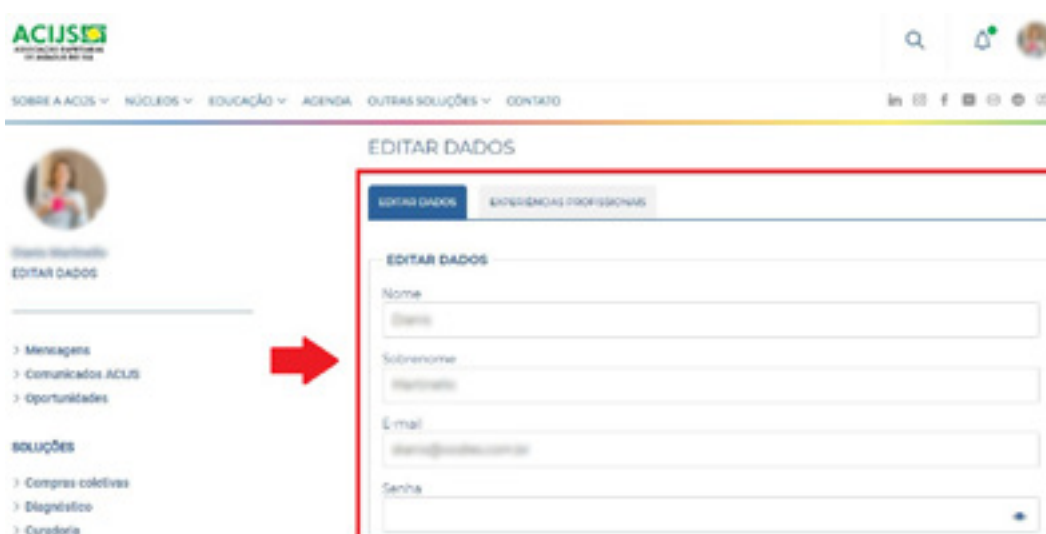 ACIJS
SOBRE A ACIJS NÚCLEOS EDUCAÇÃO AGENDA OUTRAS SOLUÇÕES CONTATO
EDITAR DADOS
> Mensagens
> Comunicados ACIJS
> Oportunidades
SOLUÇÕES
> Compras coletivas
> Diagnóstico
> Curadoria
EDITAR DADOS
EDITAR DADOS EXPERIÊNCIAS PROFISSIONAIS
EDITAR DADOS
Nome
Sobrenome
E-mail
Senha